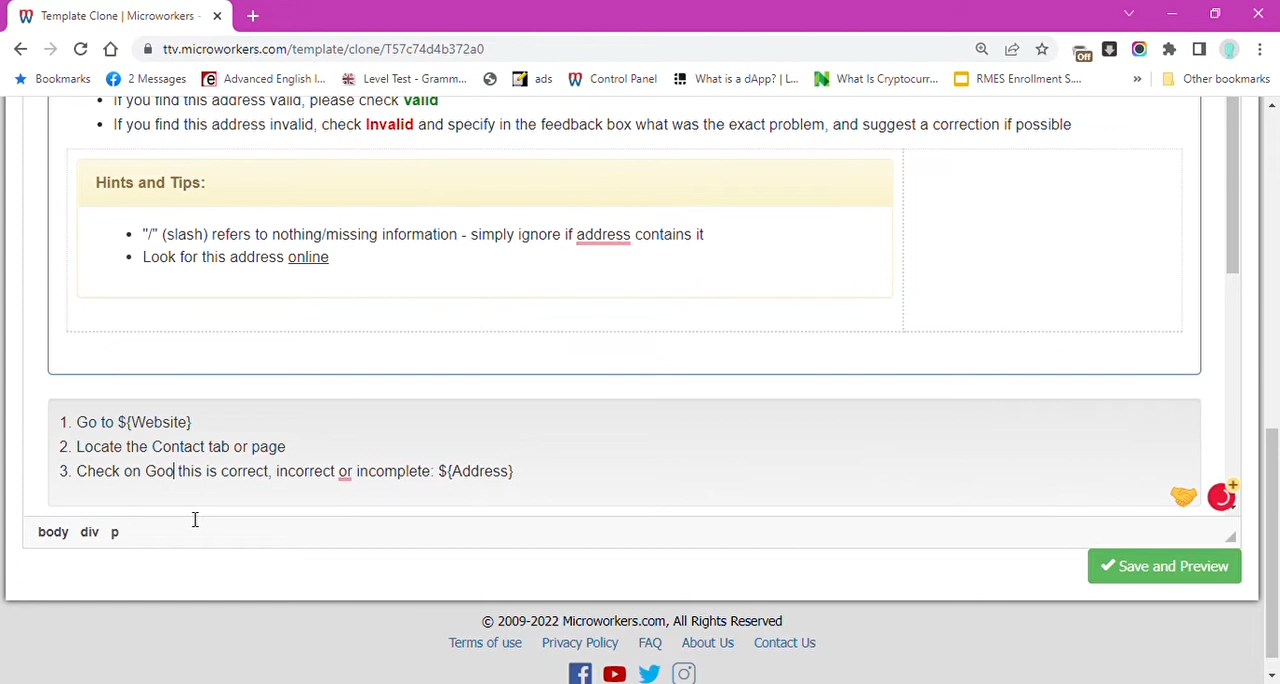 Template Clone | Microworkers -
ttv.microworkers.com/template/clone/T57c74d4b372a0
Off
Bookmarks
2 Messages
Advanced English I...
Level Test - Gramm...
ads
Control Panel
What is a dApp? | L...
What Is Cryptocurr...
RMES Enrollment S....
»
Other bookmarks
• If you find this address valid, please check Valid
• If you find this address invalid, check Invalid and specify in the feedback box what was the exact problem, and suggest a correction if possible
Hints and Tips:
• "/" (slash) refers to nothing/missing information - simply ignore if address contains it
• Look for this address online
1. Go to ${Website}
2. Locate the Contact tab or page
3. Check on Goo this is correct, incorrect or incomplete: ${Address}
body div p
Save and Preview
© 2009-2022 Microworkers.com, All Rights Reserved
Terms of use Privacy Policy FAQ About Us Contact Us